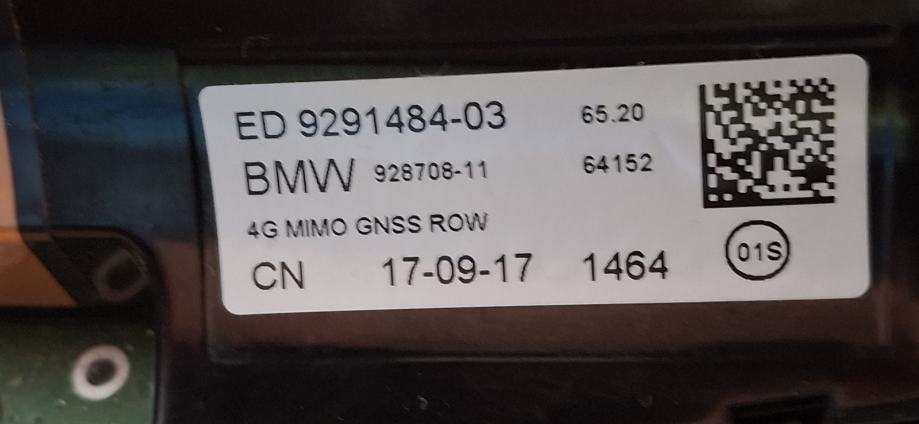 ED 9291484-03 65.20
BMW 928708-11 64152
4G MIMO GNSS ROW
CN 17-09-17 1464 01S